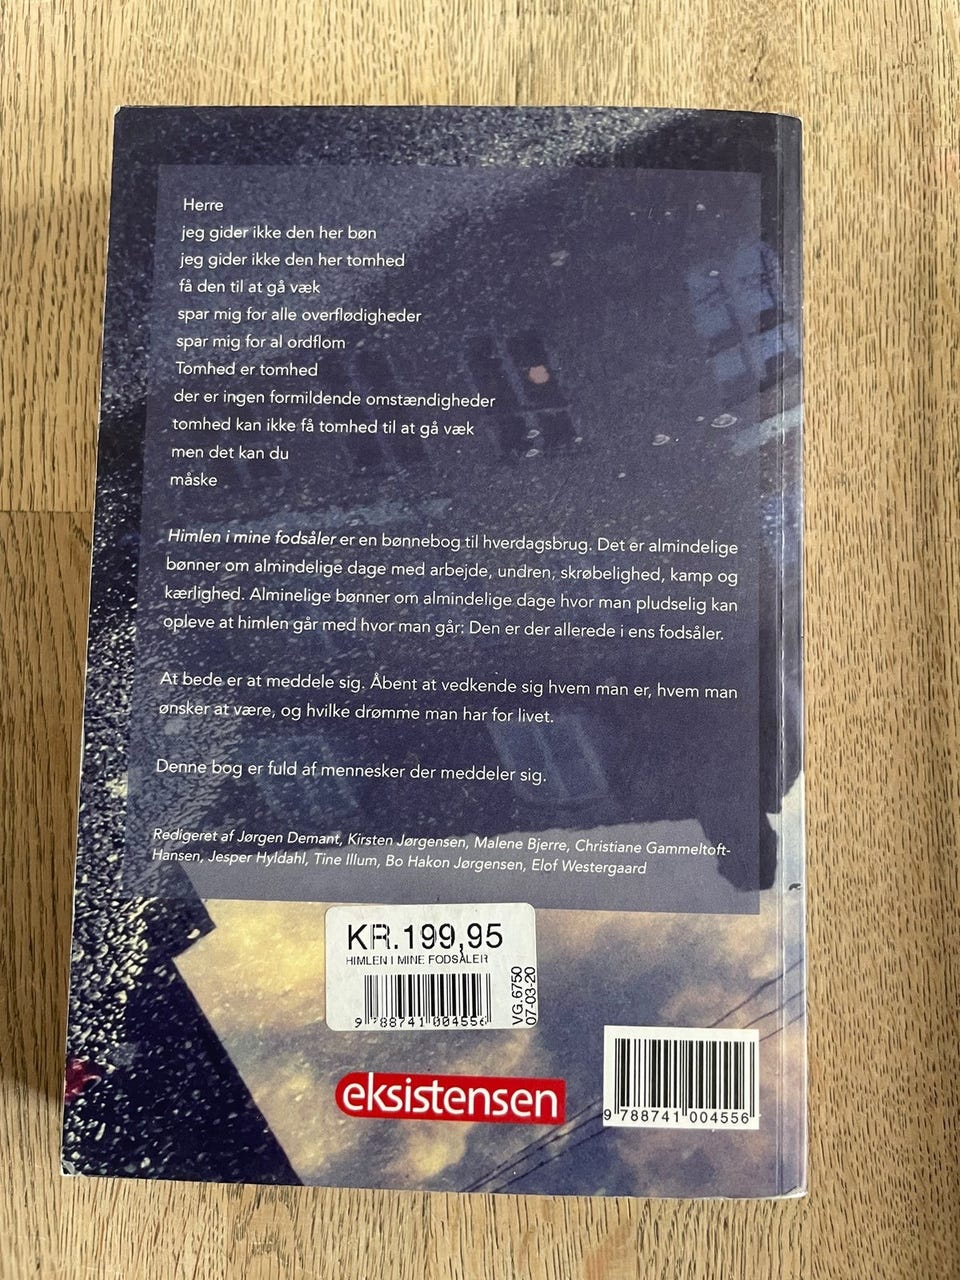 Herre
jeg gider ikke den her bøn
jeg gider ikke den her tomhed
få den til at gå væk
spar mig for alle overflødigheder
spar mig for al ordflom
Tomhed er tomhed
der er ingen formildende omstændigheder
tomhed kan ikke få tomhed til at gå væk
men det kan du
måske
Himlen i mine fodsåler er en bønnebog til hverdagsbrug. Det er almindelige
bønner om almindelige dage med arbejde, undren, skrøbelighed, kamp og
kærlighed. Alminelige bønner om almindelige dage hvor man pludselig kan
opleve at himlen går med hvor man går: Den er der allerede i ens fodsåler.
At bede er at meddele sig. Åbent at vedkende sig hvem man er, hvem man
ønsker at være, og hvilke drømme man har for livet.
Denne bog er fuld af mennesker der meddeler sig.
Redigeret af Jørgen Demant, Kirsten Jørgensen, Malene Bjerre, Christiane Gammeltoft-
Hansen, Jesper Hyldahl, Tine Illum, Bo Hakon Jørgensen, Elof Westergaard
KR.199,95
HIMLEN I MINE FODSÅLER
9 788741 004556
VG.6750
07-03-20
eksistensen
9 788741 004556